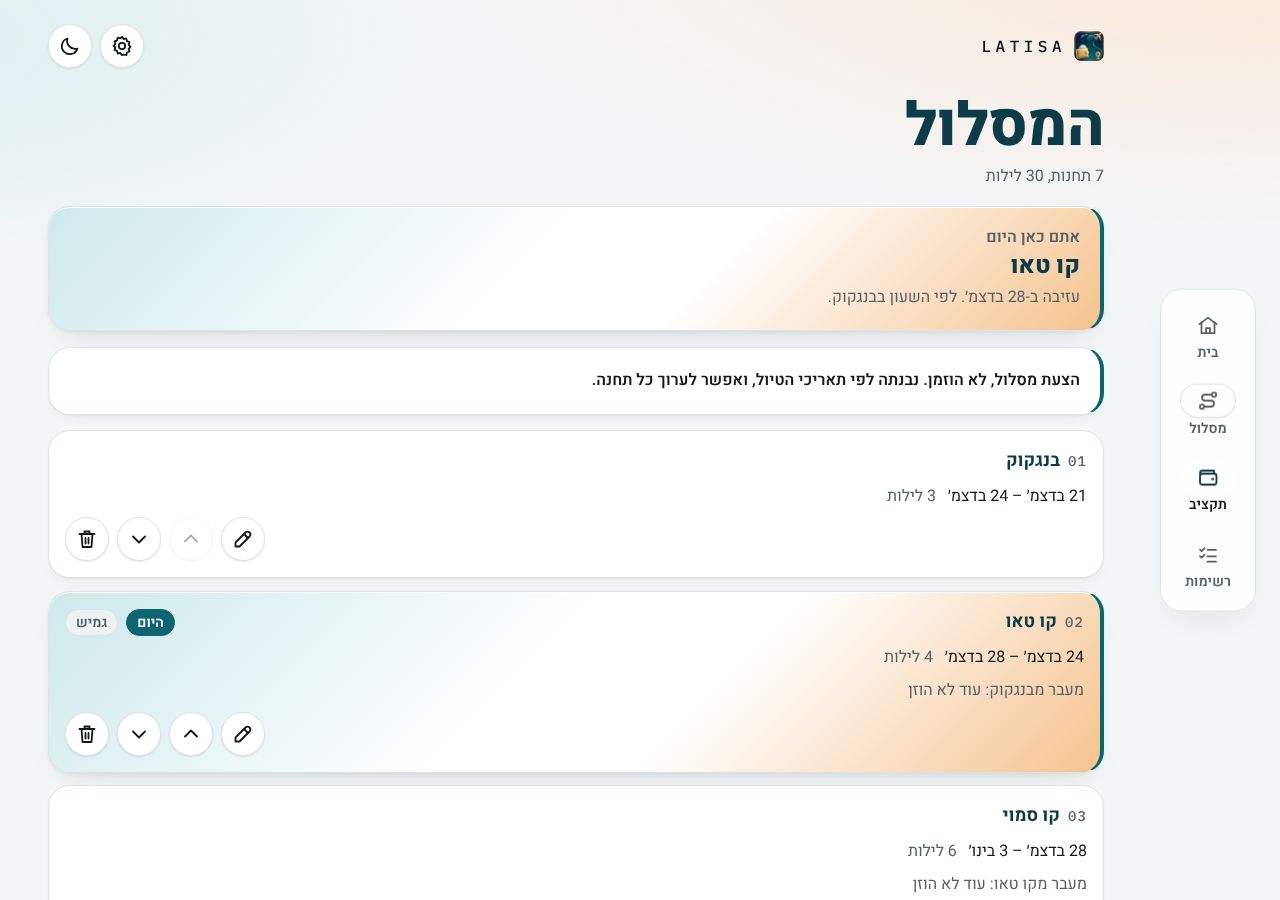 LATISA
המסלול
7 תחנות, 30 לילות
אתם כאן היום
קו טאו
עזיבה ב-28 בדצמ׳. לפי השעון בבנגקוק.
הצעת מסלול, לא הוזמן. נבנתה לפי תאריכי הטיול, ואפשר לערוך כל תחנה.
01 בנגקוק
21 בדצמ׳ – 24 בדצמ׳ 3 לילות
02 קו טאו
היום גמיש
24 בדצמ׳ – 28 בדצמ׳ 4 לילות
מעבר מבנגקוק: עוד לא הוזן
03 קו סמוי
28 בדצמ׳ – 3 בינו׳ 6 לילות
מעבר מקו טאו: עוד לא הוזן
בית
מסלול
תקציב
רשימות